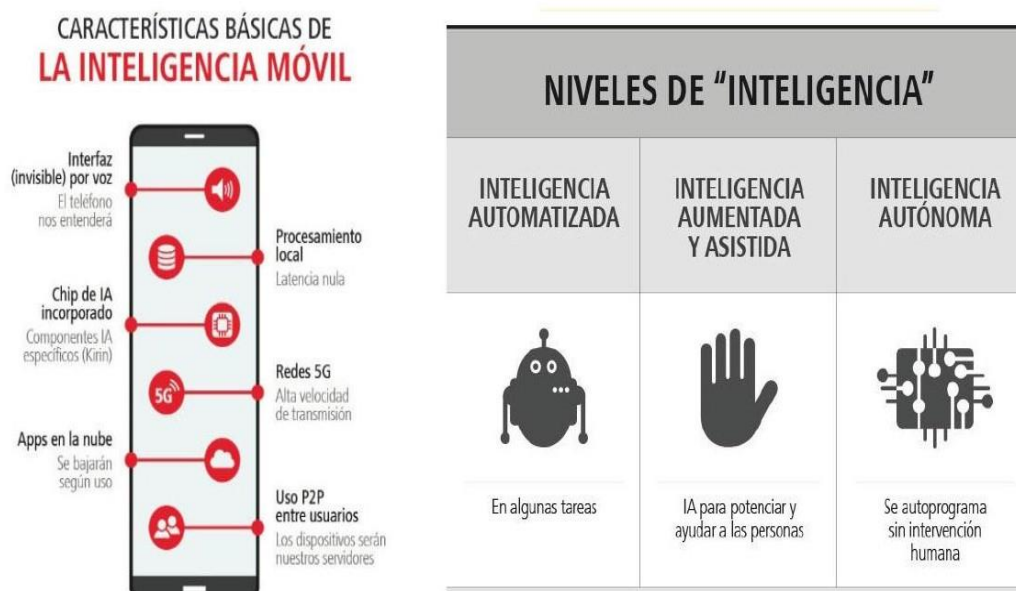 CARACTERÍSTICAS BÁSICAS DE
LA INTELIGENCIA MÓVIL
Interfaz
(invisible) por voz
El teléfono
nos entenderá
Procesamiento
local
Latencia nula
Chip de IA
incorporado
Componentes IA
específicos (Kirin)
5G
Redes 5G
Alta velocidad
de transmisión
Apps en la nube
Se bajarán
según uso
Uso P2P
entre usuarios
Los dispositivos serán
nuestros servidores
NIVELES DE “INTELIGENCIA”
INTELIGENCIA
AUTOMATIZADA
INTELIGENCIA
AUMENTADA
Y ASISTIDA
INTELIGENCIA
AUTÓNOMA
En algunas tareas
IA para potenciar y
ayudar a las personas
Se autoprograma
sin intervención
humana